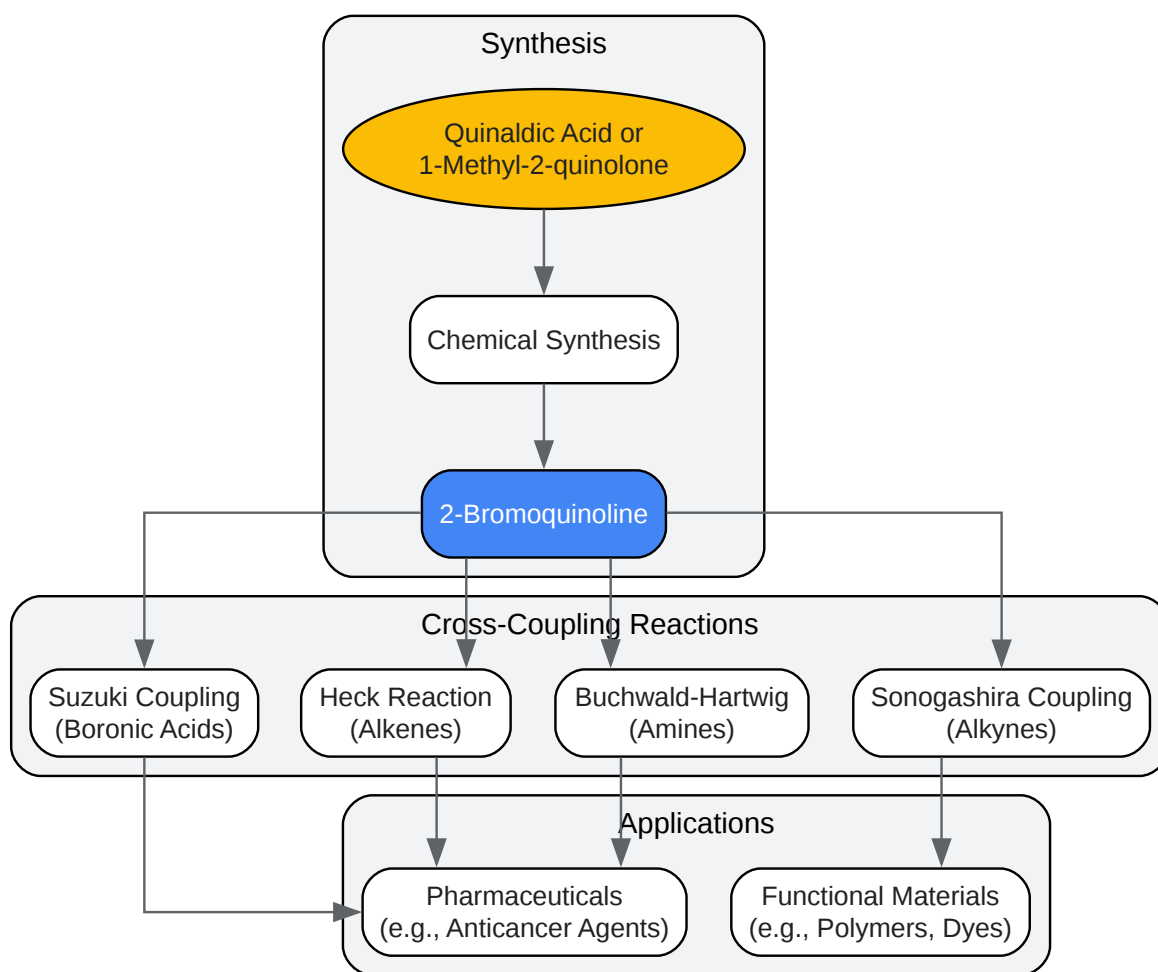 Synthesis
Quinaldic Acid or
1-Methyl-2-quinolone
Chemical Synthesis
2-Bromoquinoline
Cross-Coupling Reactions
Suzuki Coupling
(Boronic Acids)
Heck Reaction
(Alkenes)
Buchwald-Hartwig
(Amines)
Sonogashira Coupling
(Alkynes)
Applications
Pharmaceuticals
(e.g., Anticancer Agents)
Functional Materials
(e.g., Polymers, Dyes)